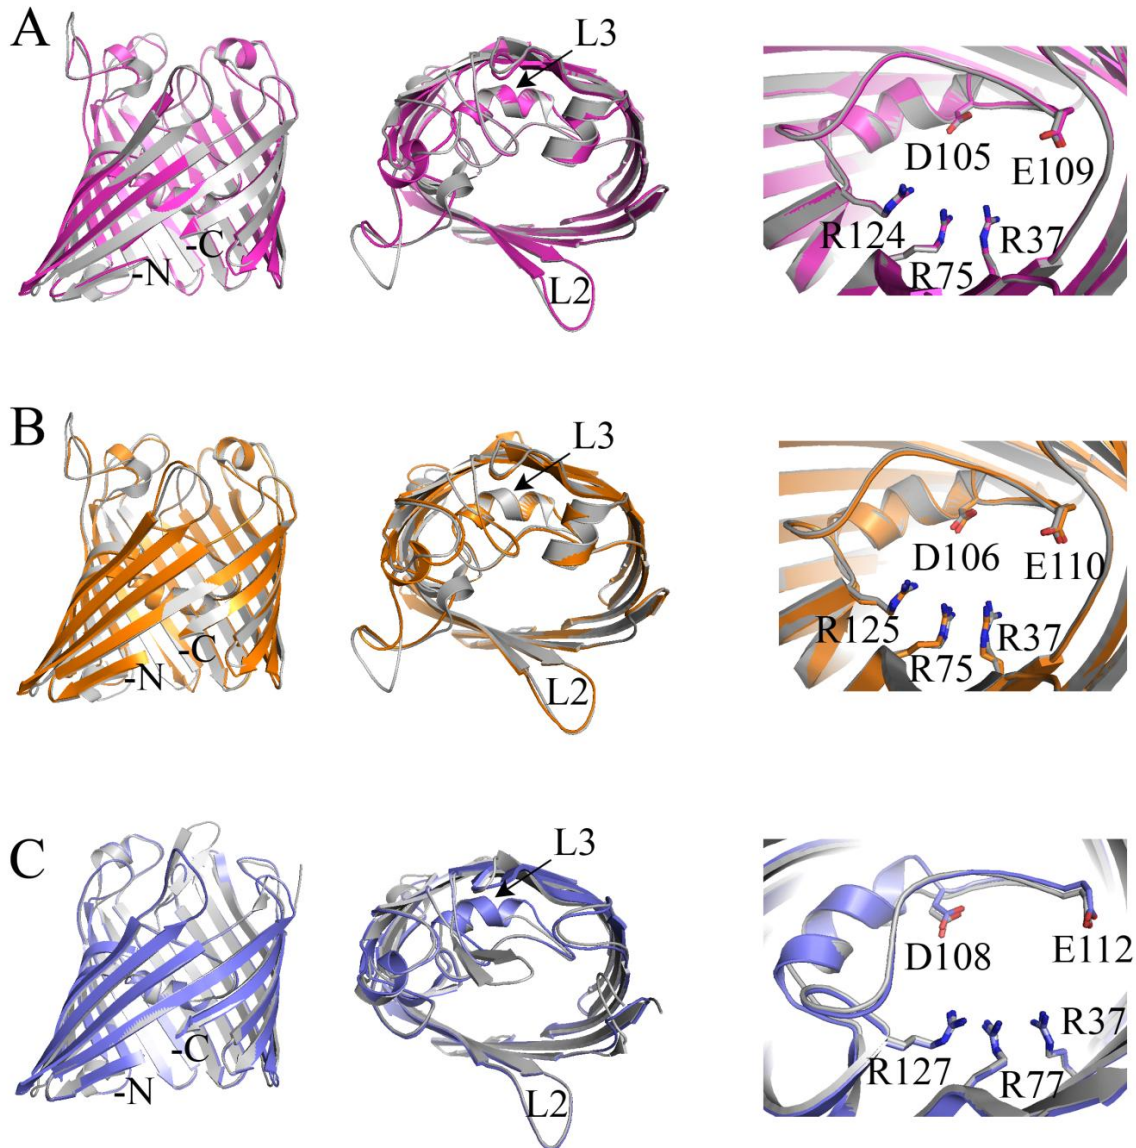 A
L3
D105
E109
R124
R37
R75
-C
-N
L2
B
L3
D106
E110
R125
R37
R75
-C
-N
L2
C
L3
D108
E112
R37
R127
R77
-C
-N
L2